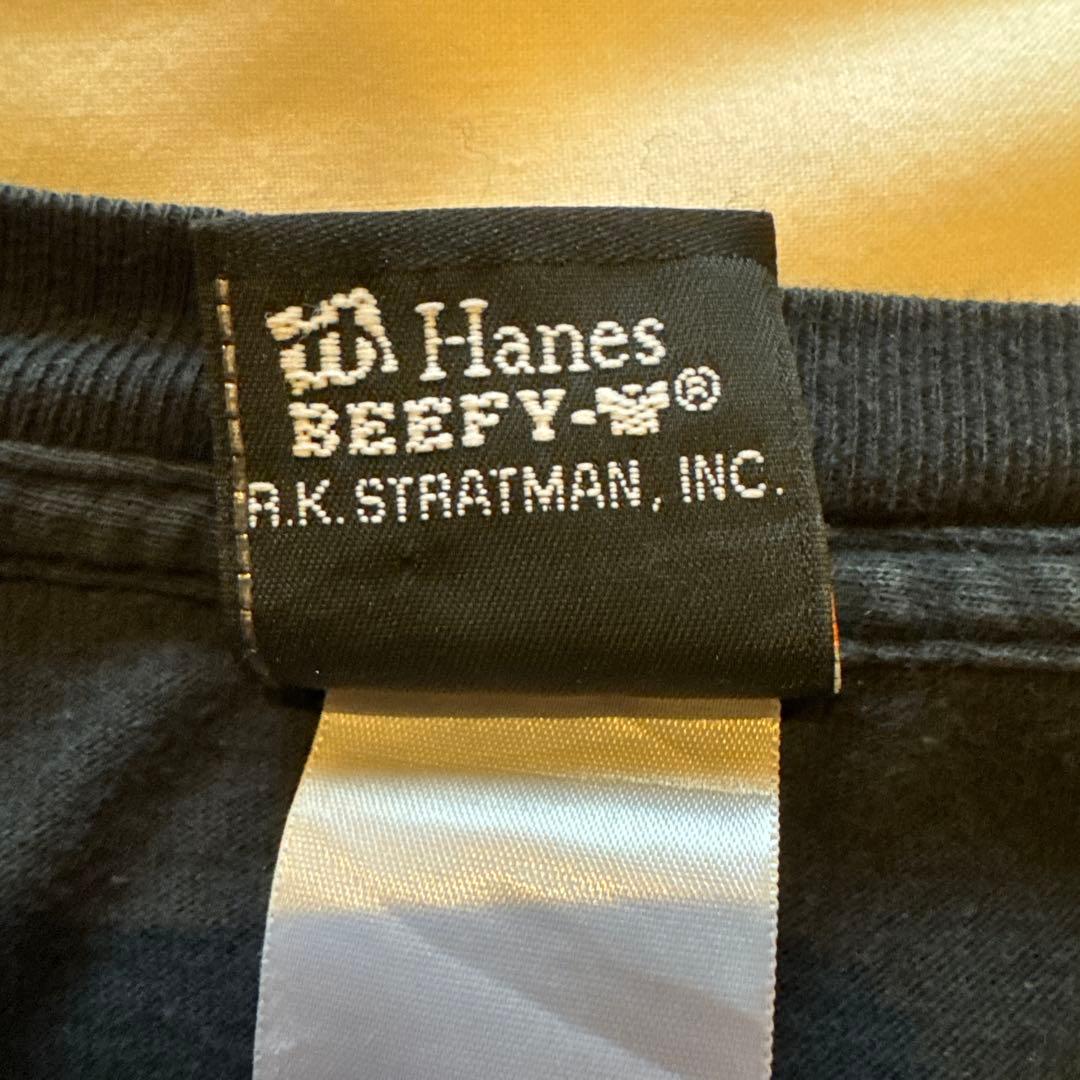 Hanes
BEEFY-T®
R.K. STRATMAN, INC.